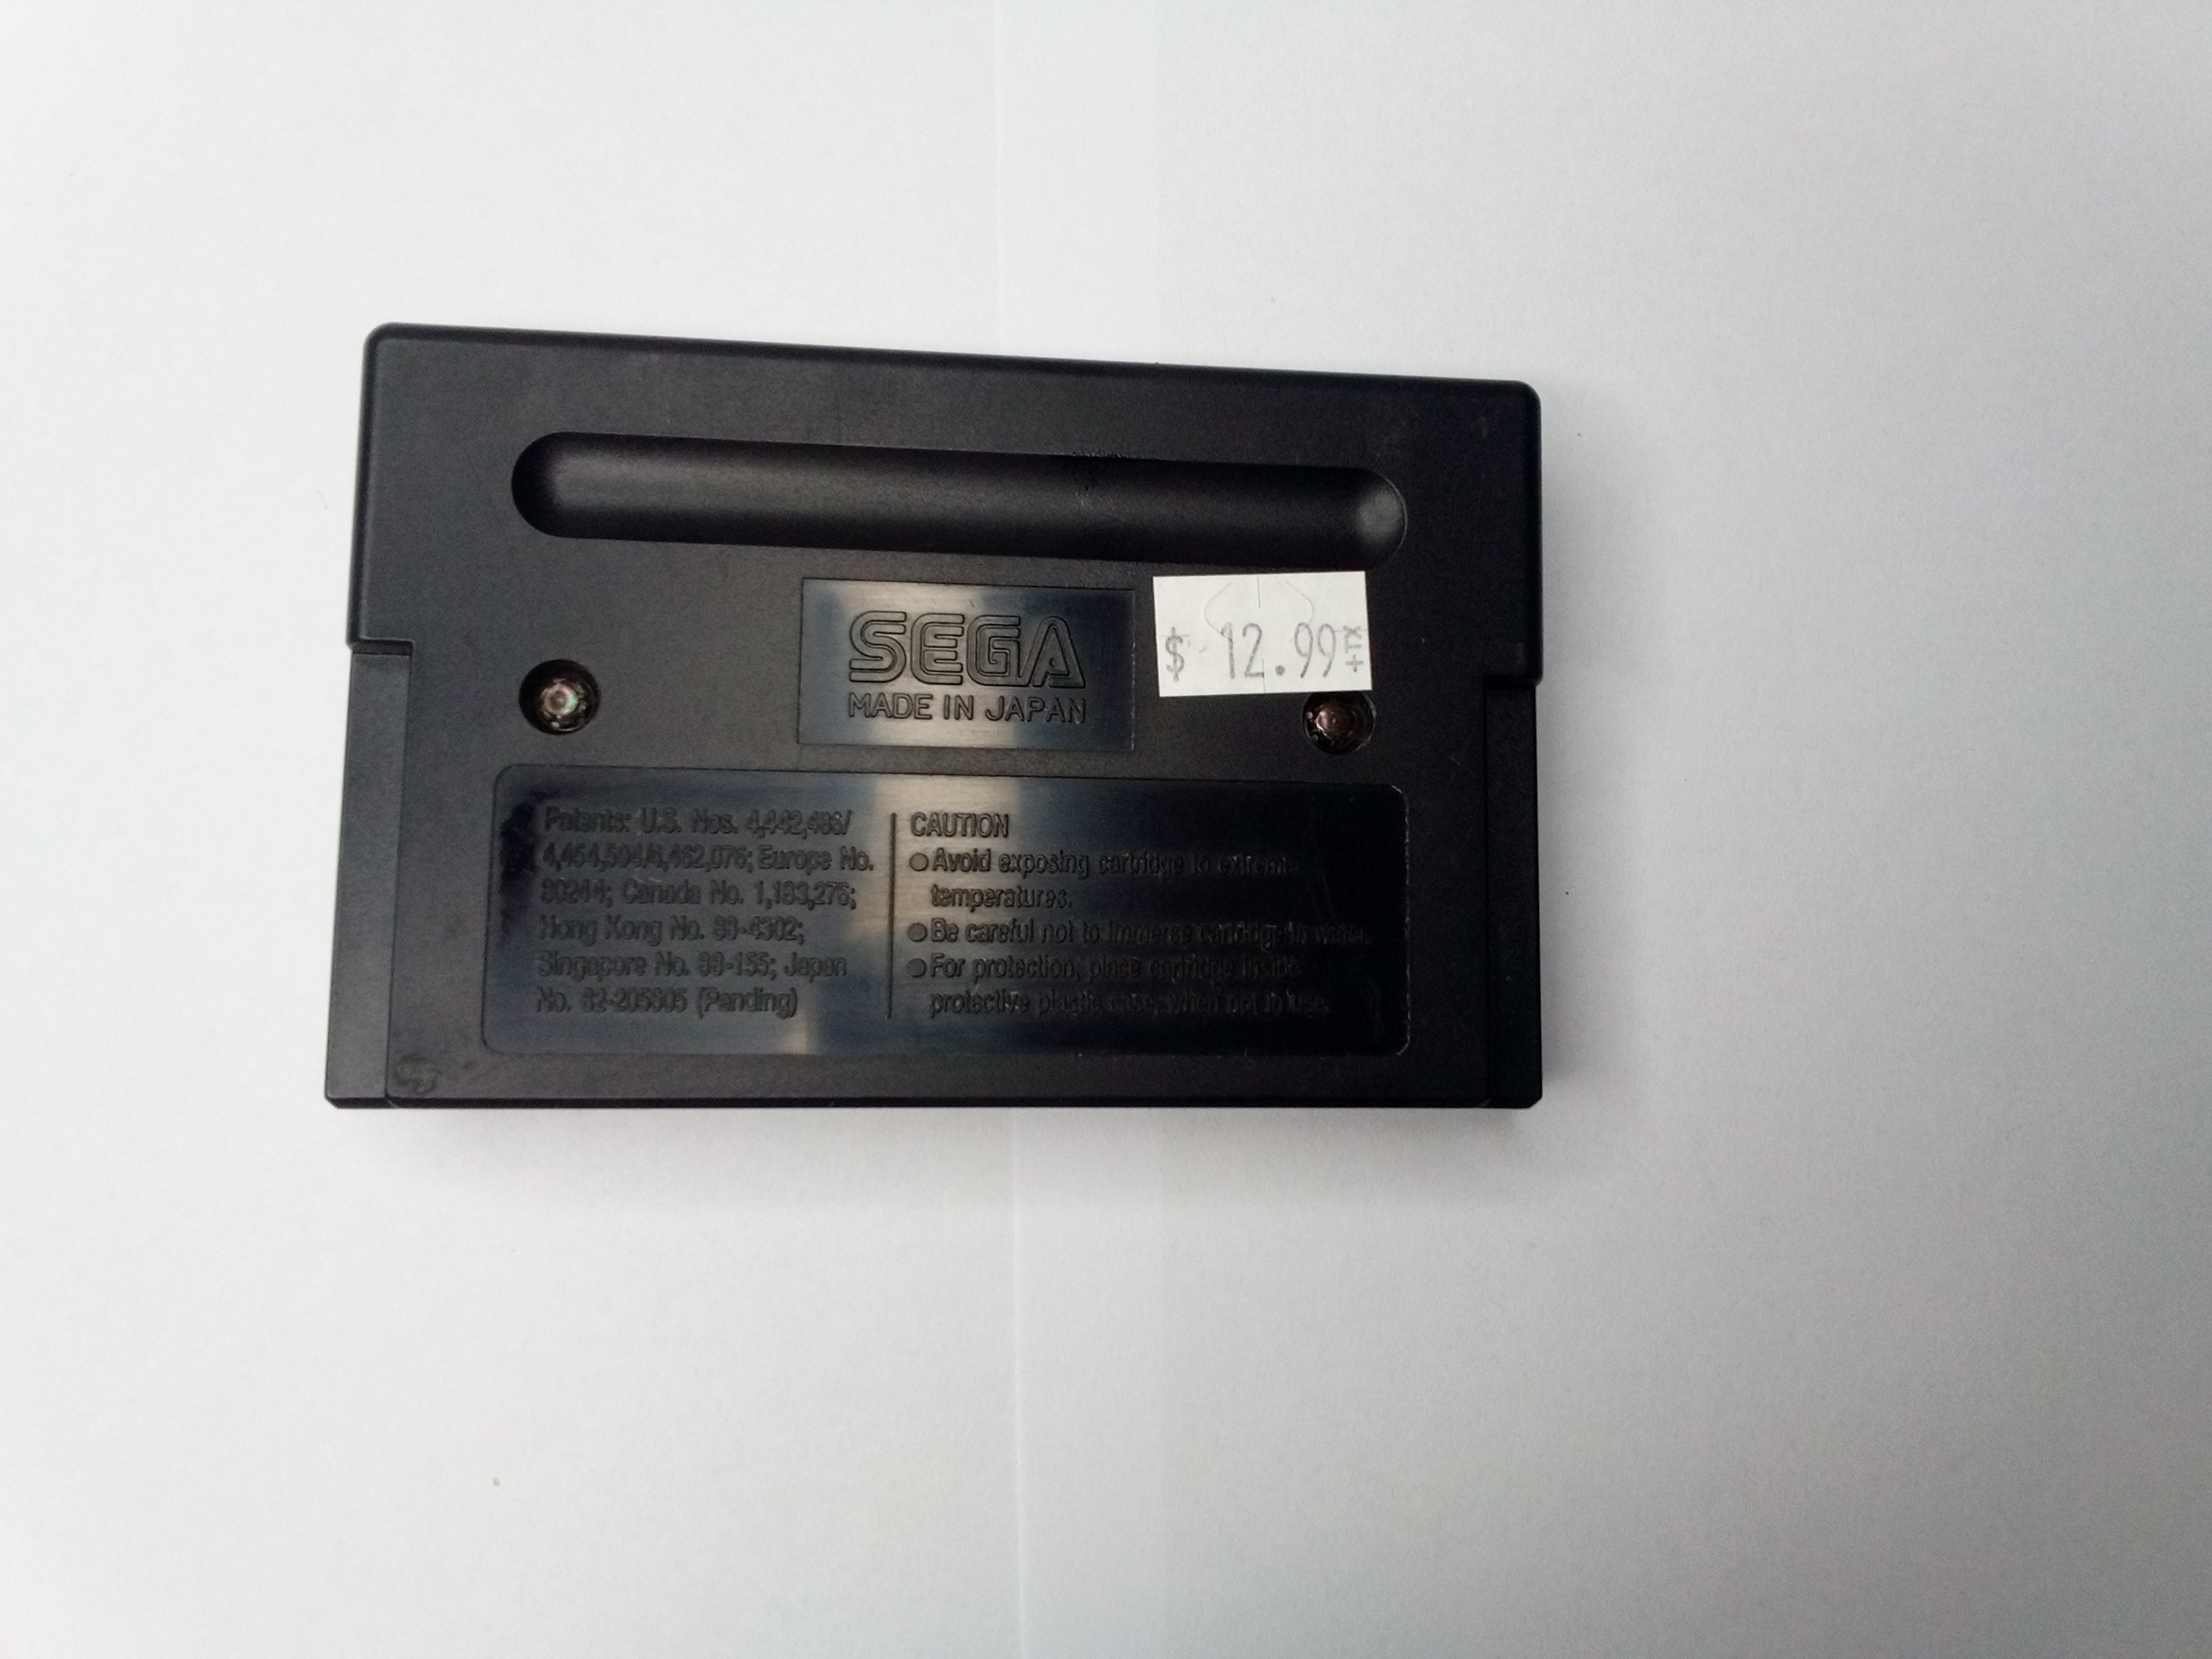 SEGA
MADE IN JAPAN
$ 12.99 +TX
Patents: U.S. Nos. 4,442,486/
4,454,594/4,462,076; Europe No.
80244; Canada No. 1,183,276;
Hong Kong No. 88-4302;
Singapore No. 88-155; Japan
No. 82-205605 (Pending)
CAUTION
●Avoid exposing cartridge to extreme
temperatures.
●Be careful not to immerse cartridge in water.
●For protection, place cartridge inside
protective plastic case, when not in use.